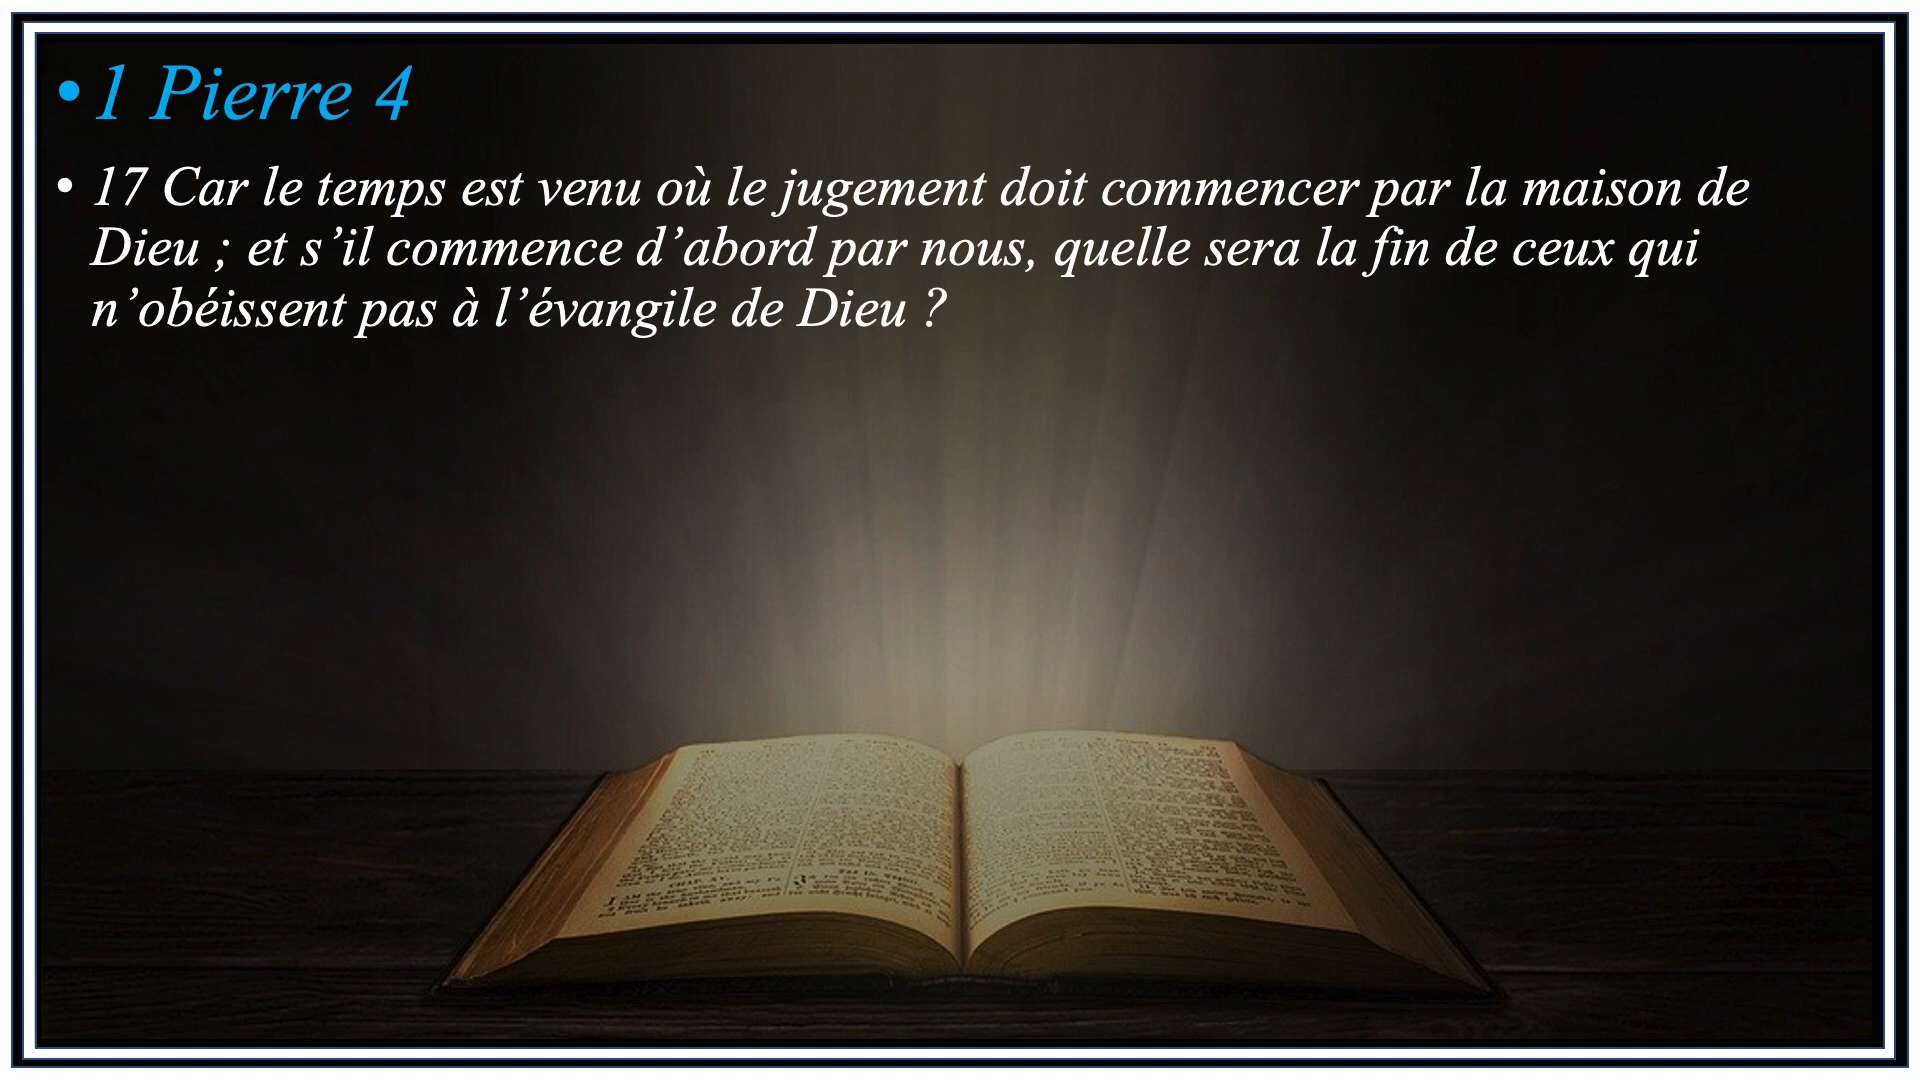 • 1 Pierre 4
• 17 Car le temps est venu où le jugement doit commencer par la maison de
Dieu ; et s’il commence d’abord par nous, quelle sera la fin de ceux qui
n’obéissent pas à l’évangile de Dieu ?